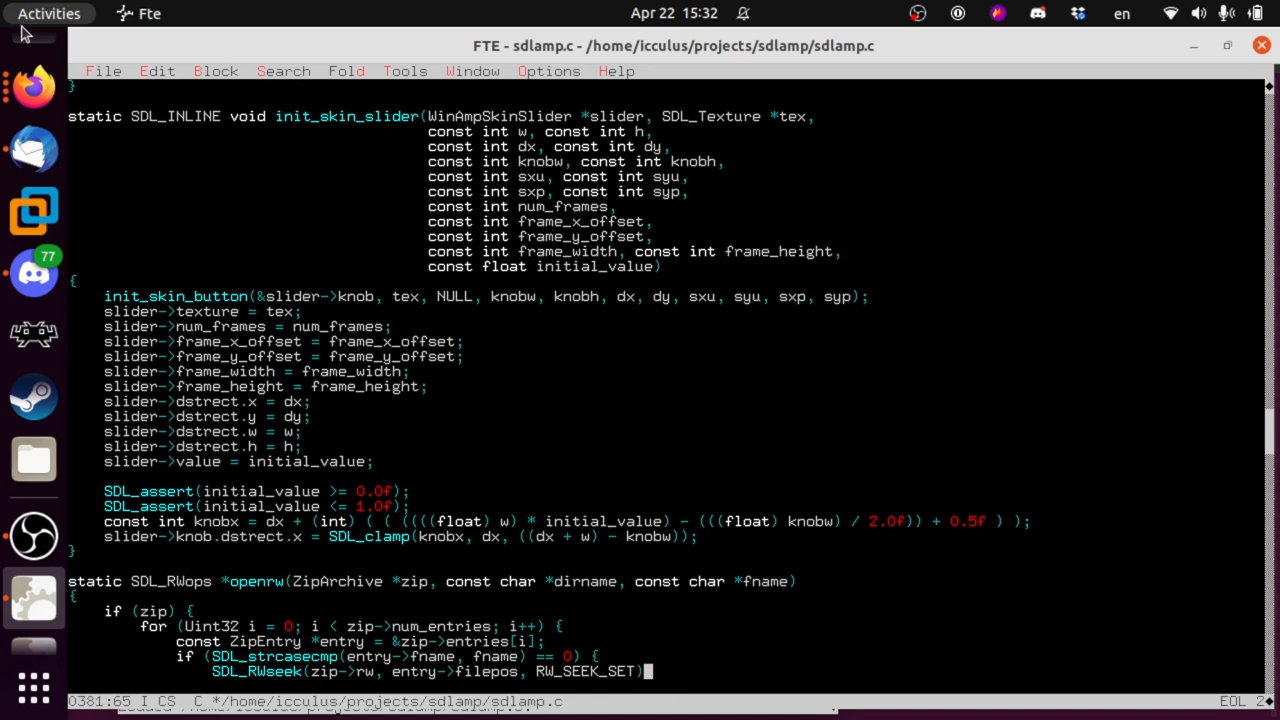 Activities Fte Apr 22 15:32 en
FTE - sdlamp.c - /home/icculus/projects/sdlamp/sdlamp.c
File Edit Block Search Fold Tools Window Options Help
}
static SDL_INLINE void init_skin_slider(WinAmpSkinSlider *slider, SDL_Texture *tex,
const int w, const int h,
const int dx, const int dy,
const int knobw, const int knobh,
const int sxu, const int syu,
const int sxp, const int syp,
const int num_frames,
const int frame_x_offset,
const int frame_y_offset,
const int frame_width, const int frame_height,
const float initial_value)
{
77
init_skin_button(&slider->knob, tex, NULL, knobw, knobh, dx, dy, sxu, syu, sxp, syp);
slider->texture = tex;
slider->num_frames = num_frames;
slider->frame_x_offset = frame_x_offset;
slider->frame_y_offset = frame_y_offset;
slider->frame_width = frame_width;
slider->frame_height = frame_height;
slider->dstrect.x = dx;
slider->dstrect.y = dy;
slider->dstrect.w = w;
slider->dstrect.h = h;
slider->value = initial_value;
SDL_assert(initial_value >= 0.0f);
SDL_assert(initial_value <= 1.0f);
const int knobx = dx + (int) ( ( ((((float) w) * initial_value) - (((float) knobw) / 2.0f)) + 0.5f ) );
slider->knob.dstrect.x = SDL_clamp(knobx, dx, ((dx + w) - knobw));
}
static SDL_RWops *openrw(ZipArchive *zip, const char *dirname, const char *fname)
{
if (zip) {
for (Uint32 i = 0; i < zip->num_entries; i++) {
const ZipEntry *entry = &zip->entries[i];
if (SDL_strcasecmp(entry->fname, fname) == 0) {
SDL_RWseek(zip->rw, entry->filepos, RW_SEEK_SET)
0381:65 I CS C */home/icculus/projects/sdlamp/sdlamp.c EOL 2